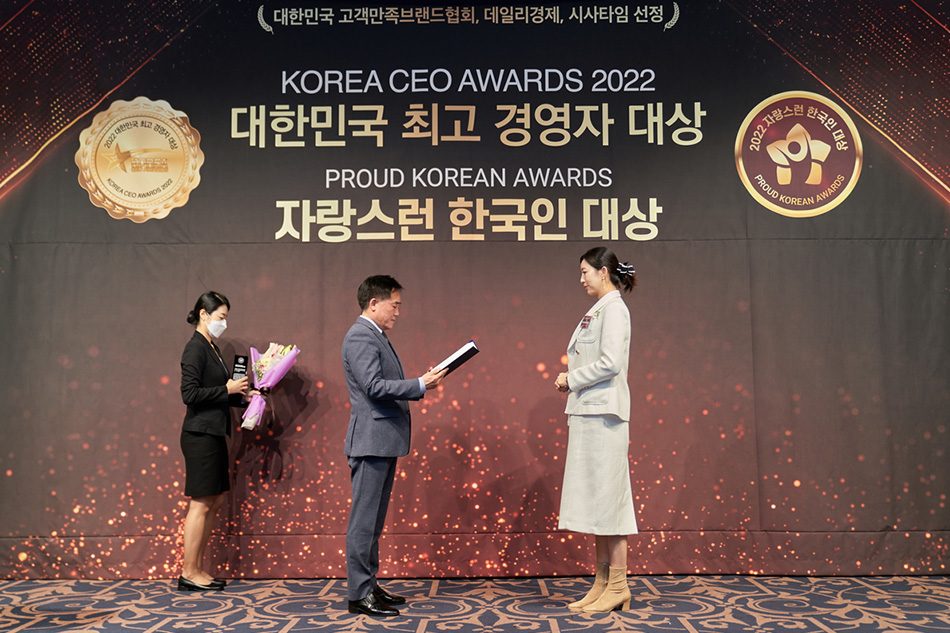 대한민국 고객만족브랜드협회, 데일리경제, 시사타임 선정
KOREA CEO AWARDS 2022
대한민국 최고 경영자 대상
PROUD KOREAN AWARDS
자랑스런 한국인 대상
2022 대한민국 최고 경영자 대상
KOREA CEO AWARDS 2022
2022 자랑스런 한국인 대상
PROUD KOREAN AWARDS